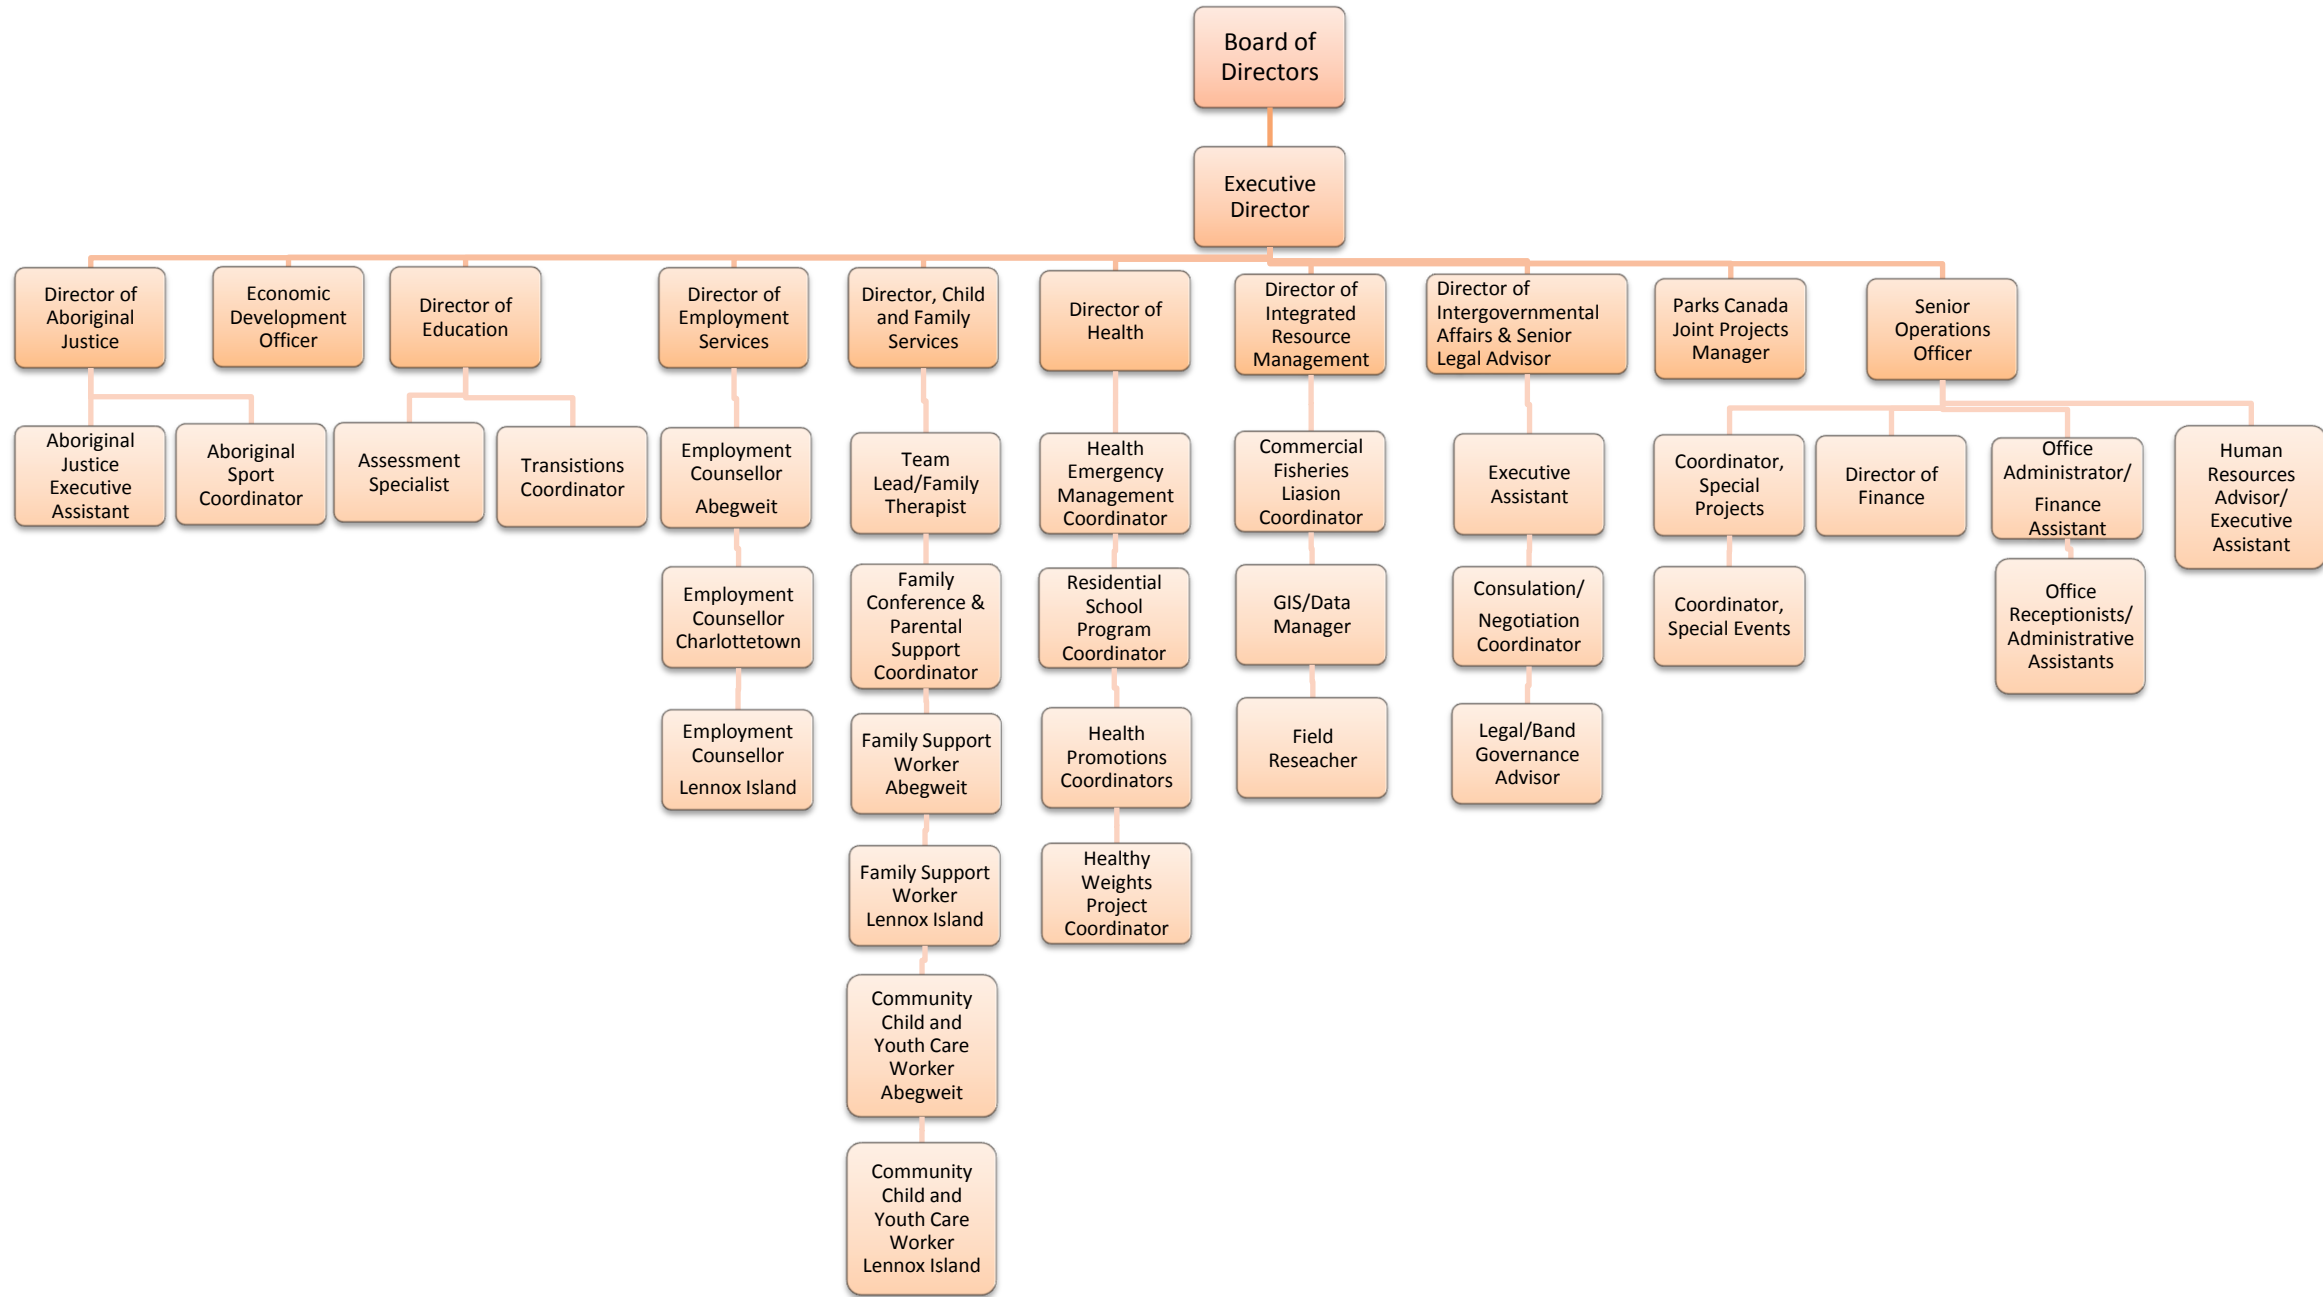 Board of
Directors
Executive
Director
Director of
Aboriginal
Justice
Economic
Development
Officer
Director of
Education
Director of
Employment
Services
Director, Child
and Family
Services
Director of
Health
Director of
Integrated
Resource
Management
Director of
Intergovernmental
Affairs & Senior
Legal Advisor
Parks Canada
Joint Projects
Manager
Senior
Operations
Officer
Aboriginal
Justice
Executive
Assistant
Aboriginal
Sport
Coordinator
Assessment
Specialist
Transistions
Coordinator
Employment
Counsellor
Abegweit
Team
Lead/Family
Therapist
Health
Emergency
Management
Coordinator
Commercial
Fisheries
Liasion
Coordinator
Executive
Assistant
Coordinator,
Special
Projects
Director of
Finance
Office
Administrator/
Finance
Assistant
Human
Resources
Advisor/
Executive
Assistant
Employment
Counsellor
Charlottetown
Family
Conference &
Parental
Support
Coordinator
Residential
School
Program
Coordinator
GIS/Data
Manager
Consulation/
Negotiation
Coordinator
Coordinator,
Special Events
Office
Receptionists/
Administrative
Assistants
Employment
Counsellor
Lennox Island
Family Support
Worker
Abegweit
Health
Promotions
Coordinators
Field
Reseacher
Legal/Band
Governance
Advisor
Family Support
Worker
Lennox Island
Healthy
Weights
Project
Coordinator
Community
Child and
Youth Care
Worker
Abegweit
Community
Child and
Youth Care
Worker
Lennox Island